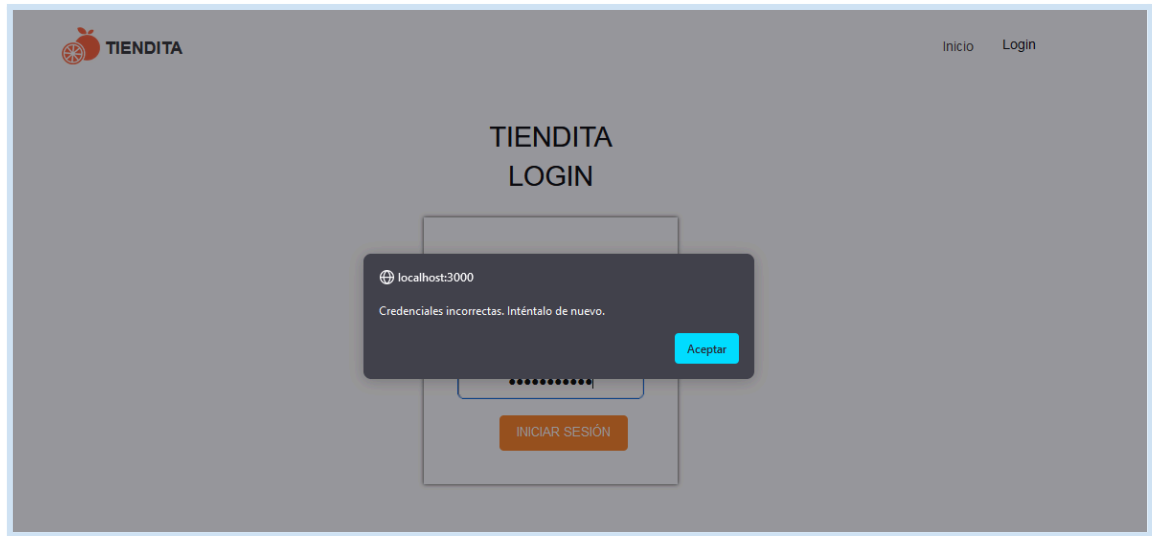 TIENDITA
Inicio
Login
TIENDITA
LOGIN
localhost:3000
Credenciales incorrectas. Inténtalo de nuevo.
Aceptar
•••••••••••
INICIAR SESIÓN